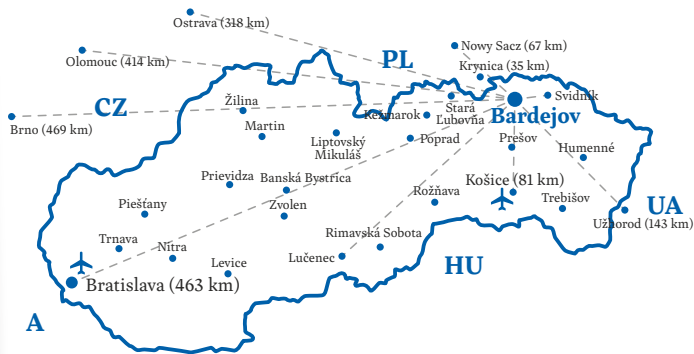 Ostrava (318 km)
Nowy Sacz (67 km)
Olomouc (414 km)
PL
Krynica (35 km)
CZ
Žilina
Svidník
Brno (469 km)
Kežmarok
Stará
Ľubovňa
Bardejov
Martin
Liptovský
Mikuláš
Poprad
Prešov
Humenné
Prievidza
Banská Bystrica
Košice (81 km)
Rožňava
Trebišov
Piešťany
Zvolen
UA
Užhorod (143 km)
Trnava
Nitra
Rimavská Sobota
Levice
Lučenec
HU
Bratislava (463 km)
A